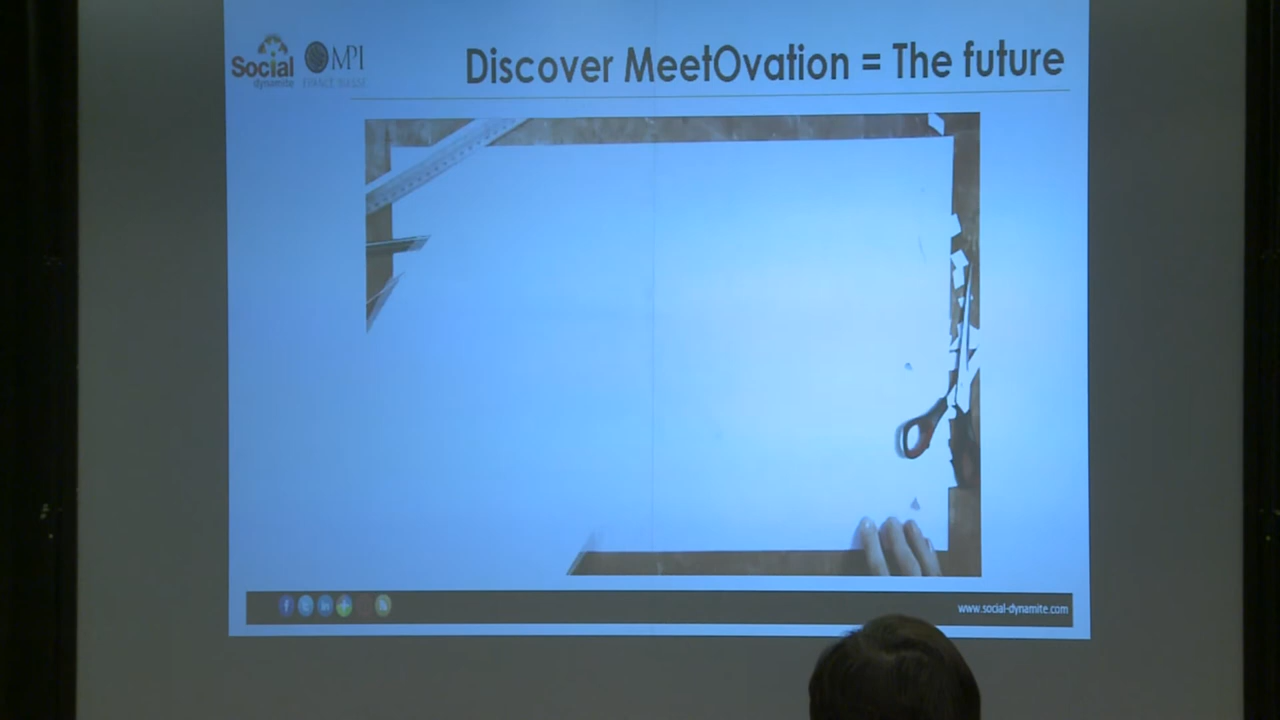 Discover MeetOvation = The future
Social
dynamite
MPI
FRANCE SUISSE
www.social-dynamite.com